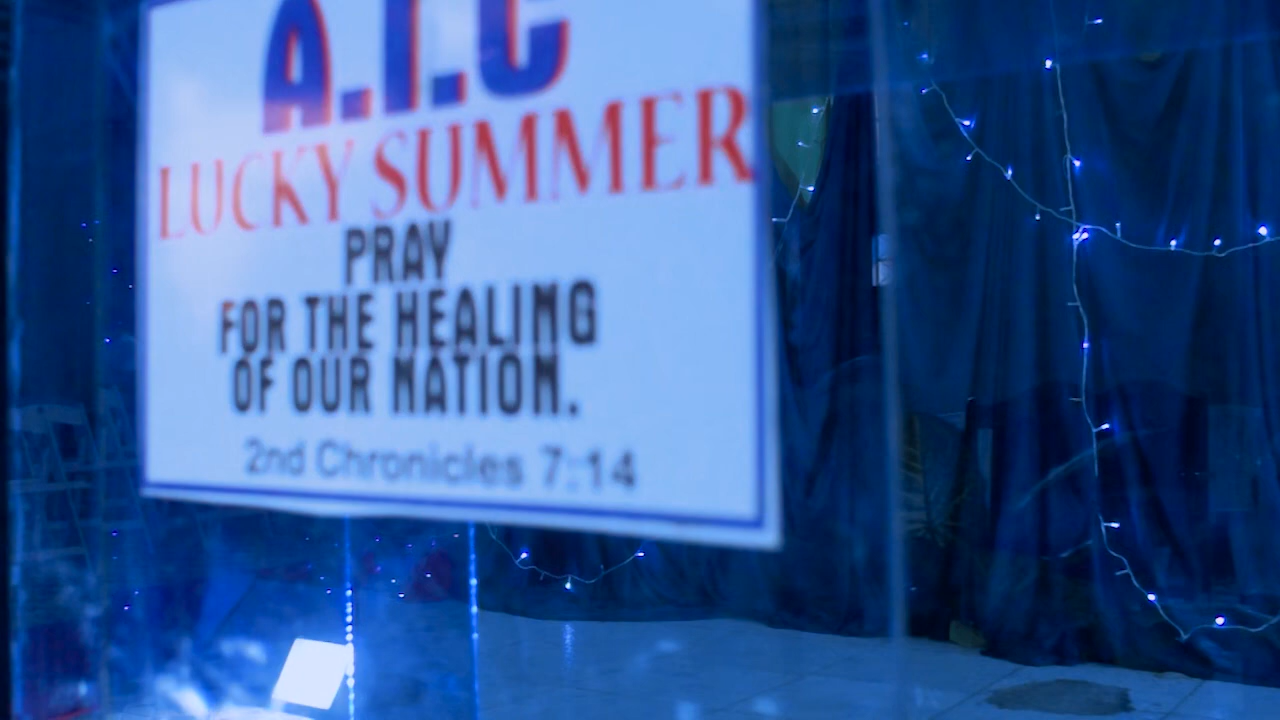 A.I.C
LUCKY SUMMER
PRAY
FOR THE HEALING
OF OUR NATION.
2nd Chronicles 7:14